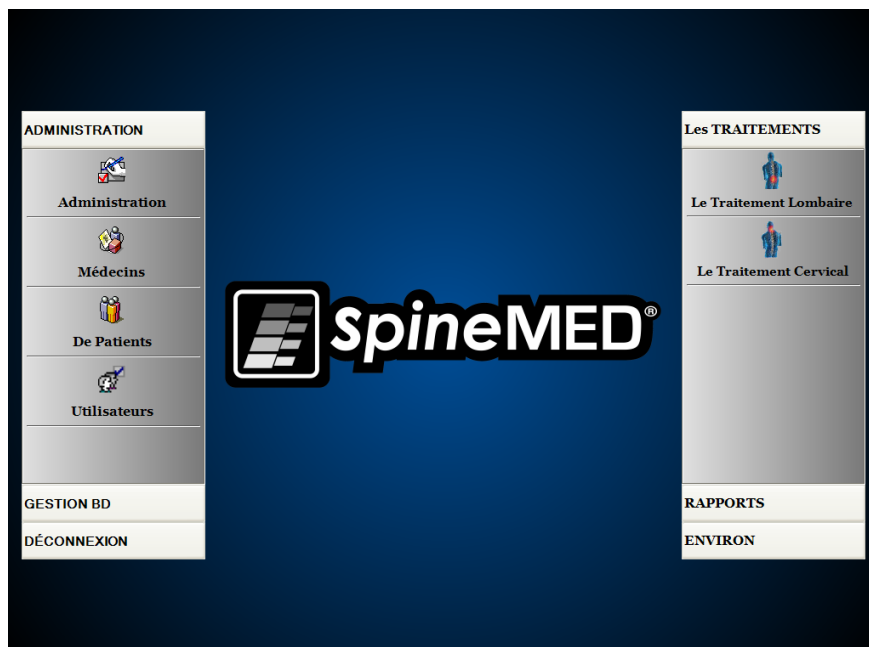 ADMINISTRATION
Administration
Médecins
De Patients
Utilisateurs
GESTION BD
DÉCONNEXION
SpineMED®
Les TRAITEMENTS
Le Traitement Lombaire
Le Traitement Cervical
RAPPORTS
ENVIRON